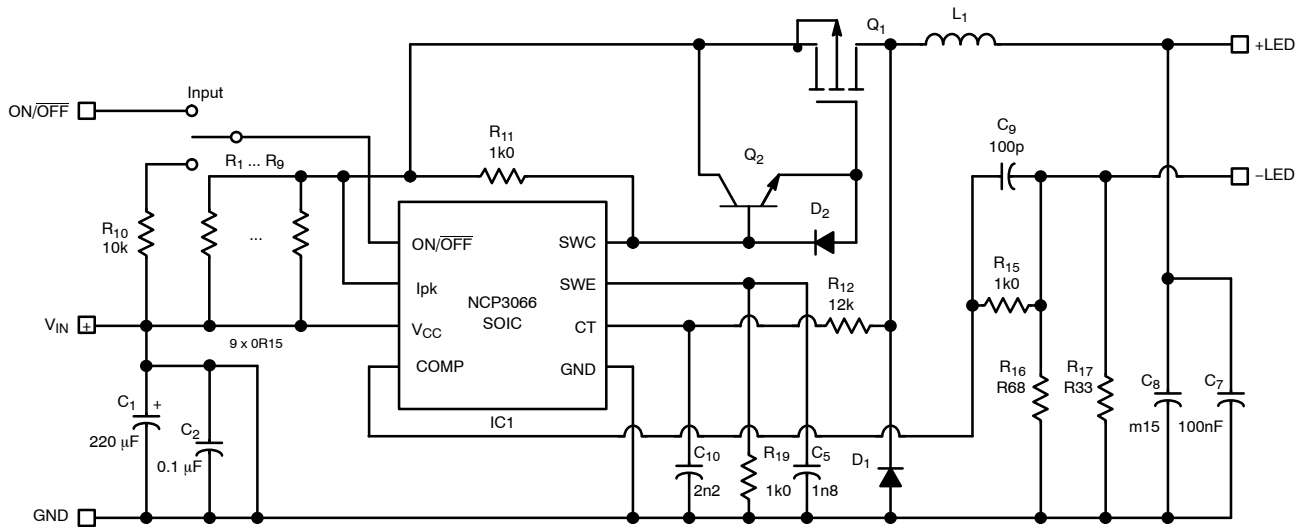 Q1
L1
+LED
Input
ON/OFF
R11
1k0
C9
100p
Q2
R1 ... R9
-LED
R10
10k
...
D2
ON/OFF
SWC
R15
1k0
Ipk
NCP3066
SOIC
SWE
R12
12k
VIN
+
VCC
CT
9 x 0R15
COMP
GND
R16
R68
R17
R33
C8
m15
C7
100nF
C1
+
220 μF
IC1
C2
0.1 μF
C10
2n2
R19
1k0
C5
1n8
D1
GND